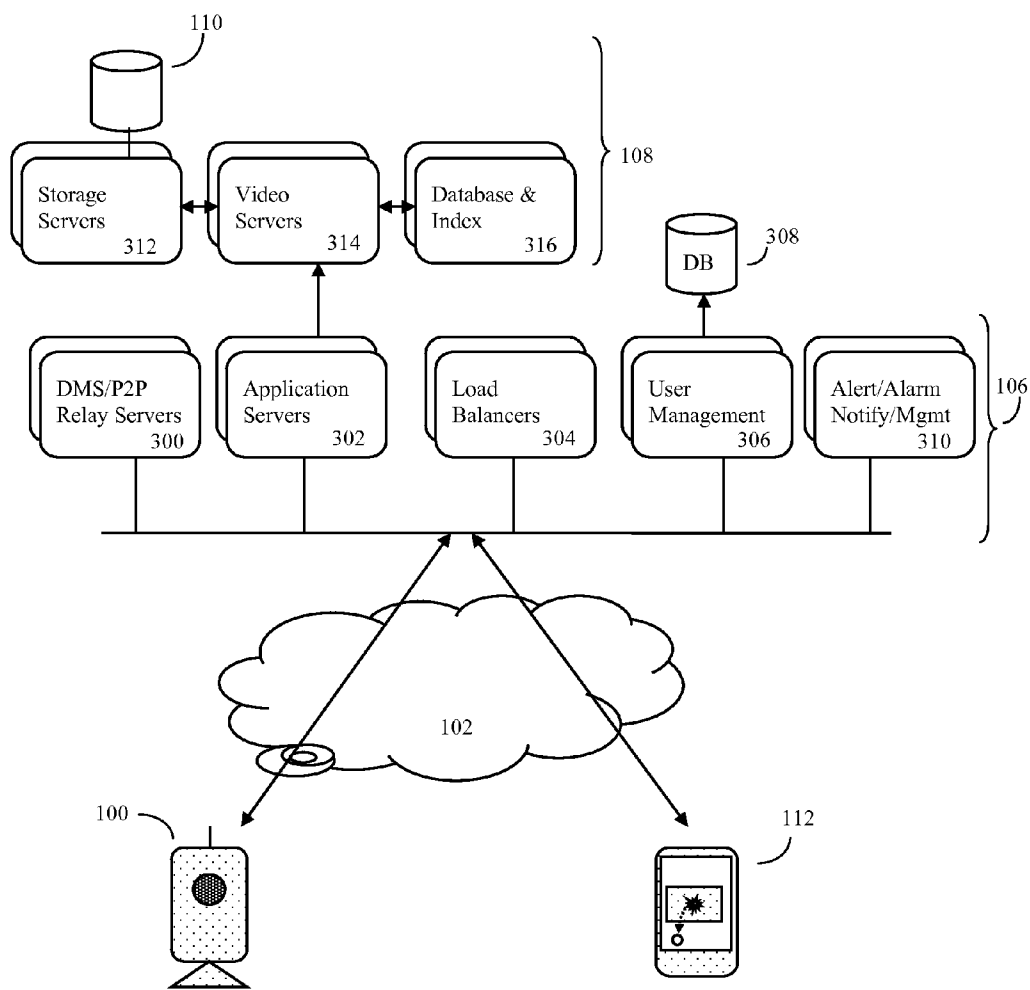 110
108
Storage
Servers
312
Video
Servers
314
Database &
Index
316
308
DB
DMS/P2P
Relay Servers
300
Application
Servers
302
Load
Balancers
304
User
Management
306
Alert/Alarm
Notify/Mgmt
310
106
102
100
112